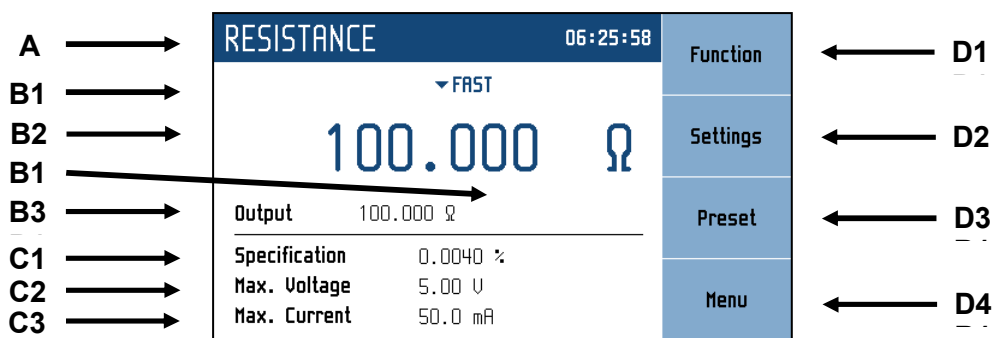 A
RESISTANCE 06:25:58
Function
D1
B1
▾FAST
B2
100.000 Ω
Settings
D2
B1
B3
Output 100.000 Ω
Preset
D3
C1
Specification 0.0040 %
C2
Max. Voltage 5.00 V
Menu
D4
C3
Max. Current 50.0 mA